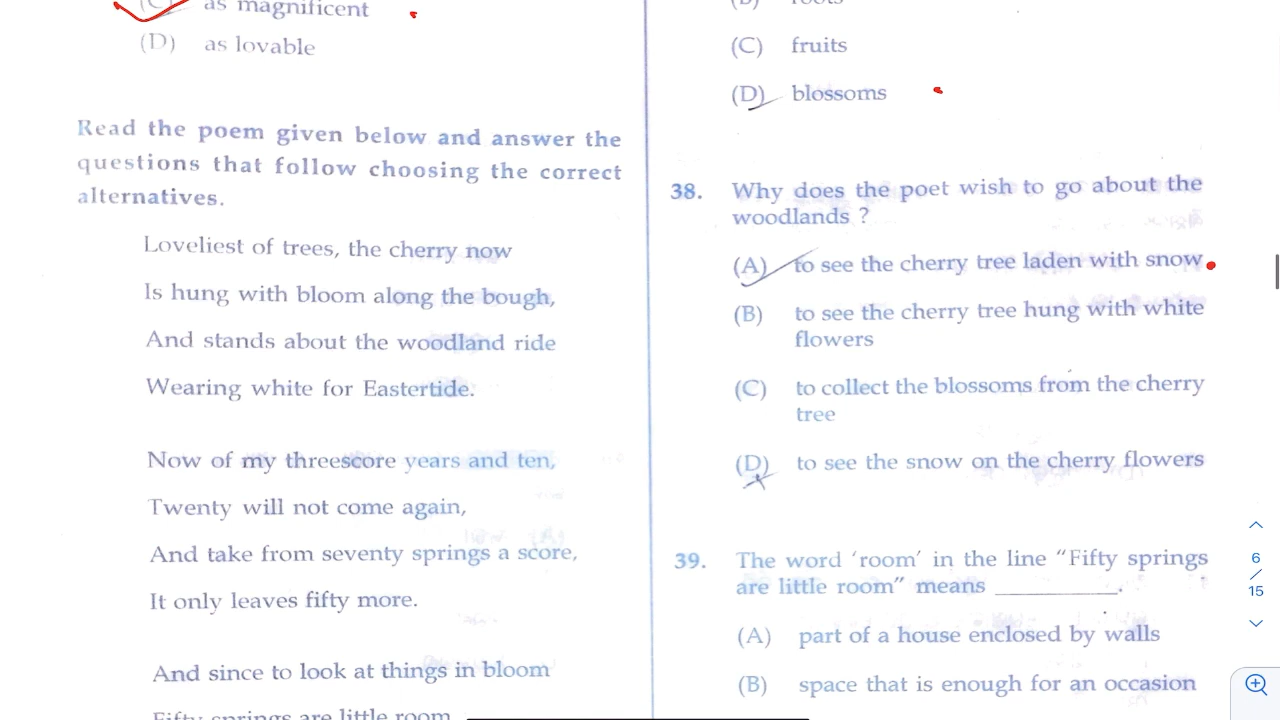 (C) as magnificent
(D) as lovable
Read the poem given below and answer the
questions that follow choosing the correct
alternatives.
Loveliest of trees, the cherry now
Is hung with bloom along the bough,
And stands about the woodland ride
Wearing white for Eastertide.
Now of my threescore years and ten,
Twenty will not come again,
And take from seventy springs a score,
It only leaves fifty more.
And since to look at things in bloom
Fifty springs are little room
(C) fruits
(D) blossoms
38. Why does the poet wish to go about the
woodlands ?
(A) to see the cherry tree laden with snow
(B) to see the cherry tree hung with white
flowers
(C) to collect the blossoms from the cherry
tree
(D) to see the snow on the cherry flowers
39. The word ‘room’ in the line “Fifty springs
are little room” means __________.
(A) part of a house enclosed by walls
(B) space that is enough for an occasion
6
/
15